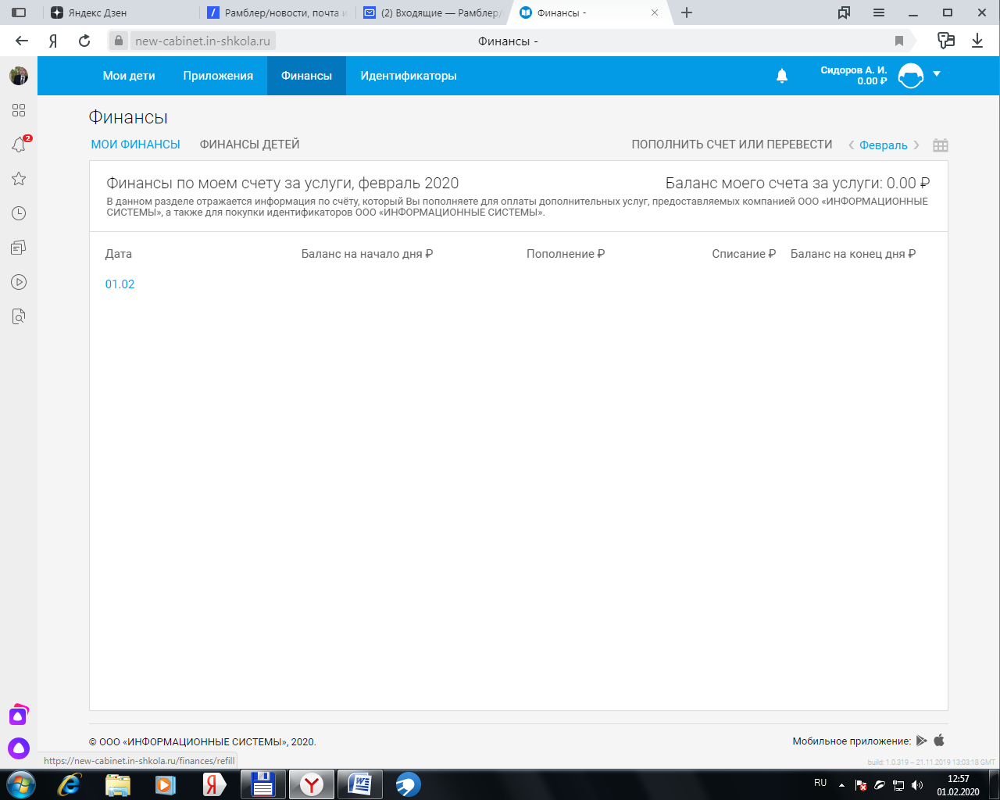 Яндекс Дзен
Рамблер/новости, почта и
(2) Входящие — Рамблер/
Финансы -
Я
new-cabinet.in-shkola.ru
Финансы -
Мои дети
Приложения
Финансы
Идентификаторы
Сидоров А. И.
0.00 ₽
2
Финансы
МОИ ФИНАНСЫ
ФИНАНСЫ ДЕТЕЙ
ПОПОЛНИТЬ СЧЕТ ИЛИ ПЕРЕВЕСТИ
Февраль
Финансы по моем счету за услуги, февраль 2020
Баланс моего счета за услуги: 0.00 ₽
В данном разделе отражается информация по счёту, который Вы пополняете для оплаты дополнительных услуг, предоставляемых компанией ООО «ИНФОРМАЦИОННЫЕ
СИСТЕМЫ», а также для покупки идентификаторов ООО «ИНФОРМАЦИОННЫЕ СИСТЕМЫ».
Дата
Баланс на начало дня ₽
Пополнение ₽
Списание ₽
Баланс на конец дня ₽
01.02
© ООО «ИНФОРМАЦИОННЫЕ СИСТЕМЫ», 2020.
Мобильное приложение:
https://new-cabinet.in-shkola.ru/finances/refill
build: 1.0.319 – 21.11.2019 13:03:18 GMT
RU
12:57
01.02.2020